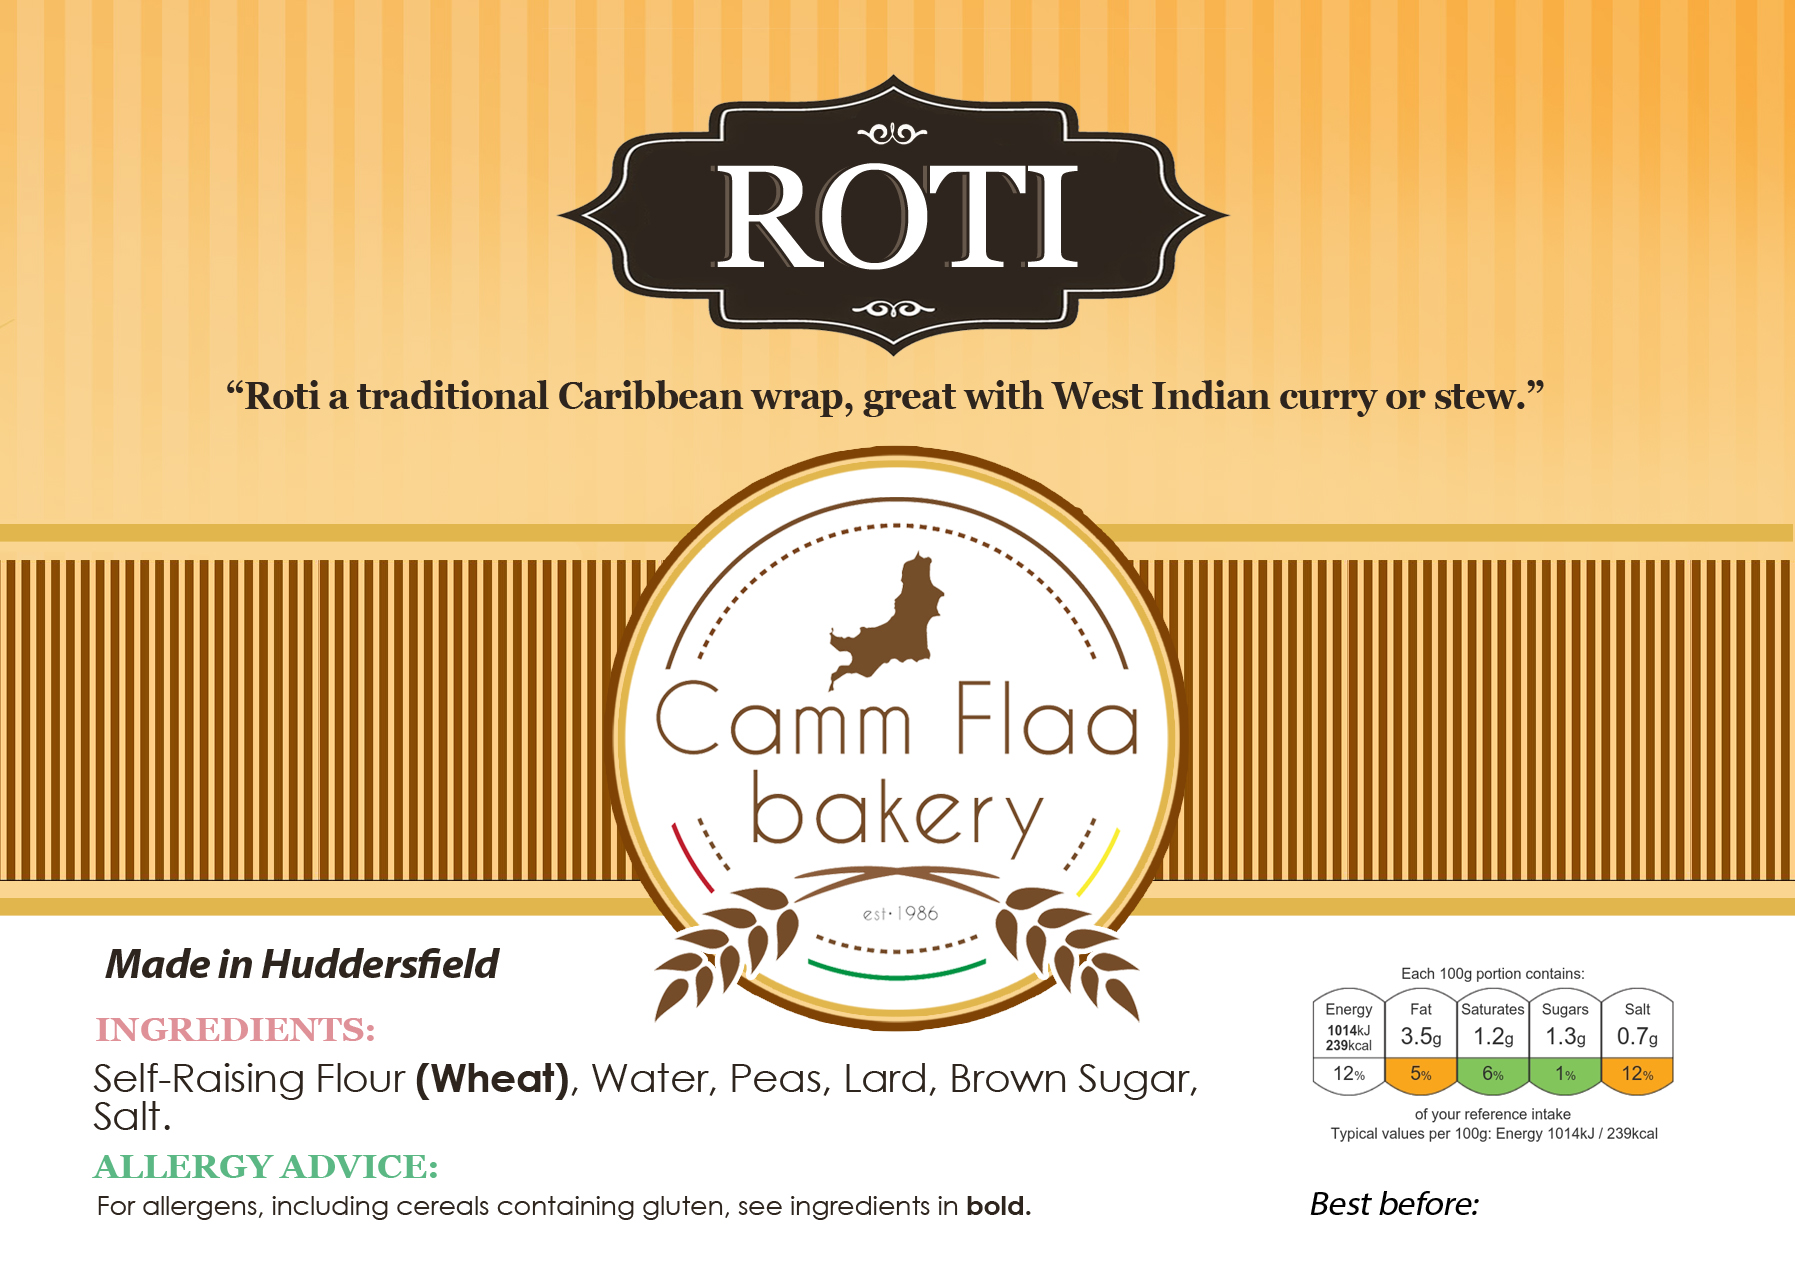 ROTI
“Roti a traditional Caribbean wrap, great with West Indian curry or stew.”
Camm Flaa
bakery
est·1986
Made in Huddersfield
INGREDIENTS:
Self-Raising Flour (Wheat), Water, Peas, Lard, Brown Sugar,
Salt.
ALLERGY ADVICE:
For allergens, including cereals containing gluten, see ingredients in bold.
Each 100g portion contains:
Energy Fat Saturates Sugars Salt
1014kJ 3.5g 1.2g 1.3g 0.7g
239kcal
12% 5% 6% 1% 12%
of your reference intake
Typical values per 100g: Energy 1014kJ / 239kcal
Best before: